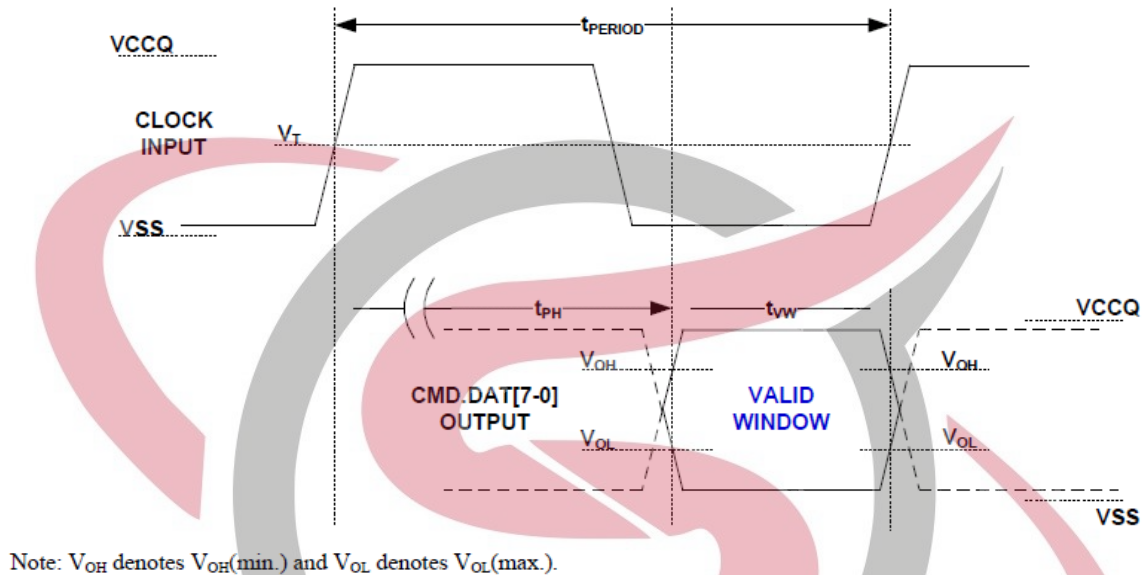 tPERIOD
VCCQ
CLOCK
INPUT
VT
VSS
tPH
tVW
VCCQ
VOH
VOH
CMD.DAT[7-0]
OUTPUT
VALID
WINDOW
VOL
VOL
VSS
Note: VOH denotes VOH(min.) and VOL denotes VOL(max.).